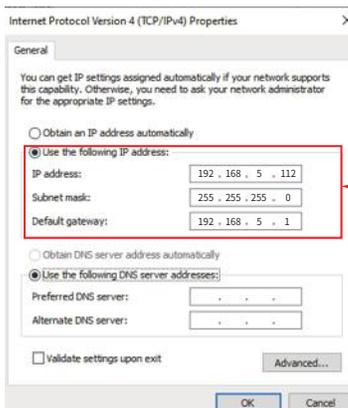 Internet Protocol Version 4 (TCP/IPv4) Properties
General
You can get IP settings assigned automatically if your network supports
this capability. Otherwise, you need to ask your network administrator
for the appropriate IP settings.
Obtain an IP address automatically
Use the following IP address:
IP address: 192 . 168 . 5 . 112
Subnet mask: 255 . 255 . 255 . 0
Default gateway: 192 . 168 . 5 . 1
Obtain DNS server address automatically
Use the following DNS server addresses:
Preferred DNS server: . . .
Alternate DNS server: . . .
Validate settings upon exit
Advanced...
OK Cancel